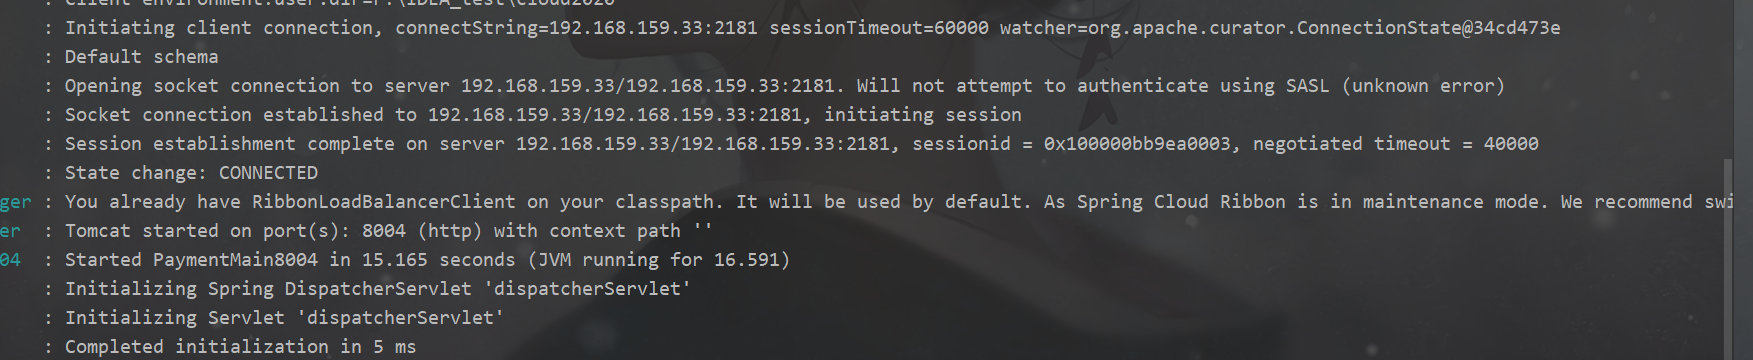 : Client environment:user.dir=F:\IDEA_test\cloud2020
: Initiating client connection, connectString=192.168.159.33:2181 sessionTimeout=60000 watcher=org.apache.curator.ConnectionState@34cd473e
: Default schema
: Opening socket connection to server 192.168.159.33/192.168.159.33:2181. Will not attempt to authenticate using SASL (unknown error)
: Socket connection established to 192.168.159.33/192.168.159.33:2181, initiating session
: Session establishment complete on server 192.168.159.33/192.168.159.33:2181, sessionid = 0x100000bb9ea0003, negotiated timeout = 40000
: State change: CONNECTED
ger : You already have RibbonLoadBalancerClient on your classpath. It will be used by default. As Spring Cloud Ribbon is in maintenance mode. We recommend swi
er : Tomcat started on port(s): 8004 (http) with context path ''
04 : Started PaymentMain8004 in 15.165 seconds (JVM running for 16.591)
: Initializing Spring DispatcherServlet 'dispatcherServlet'
: Initializing Servlet 'dispatcherServlet'
: Completed initialization in 5 ms